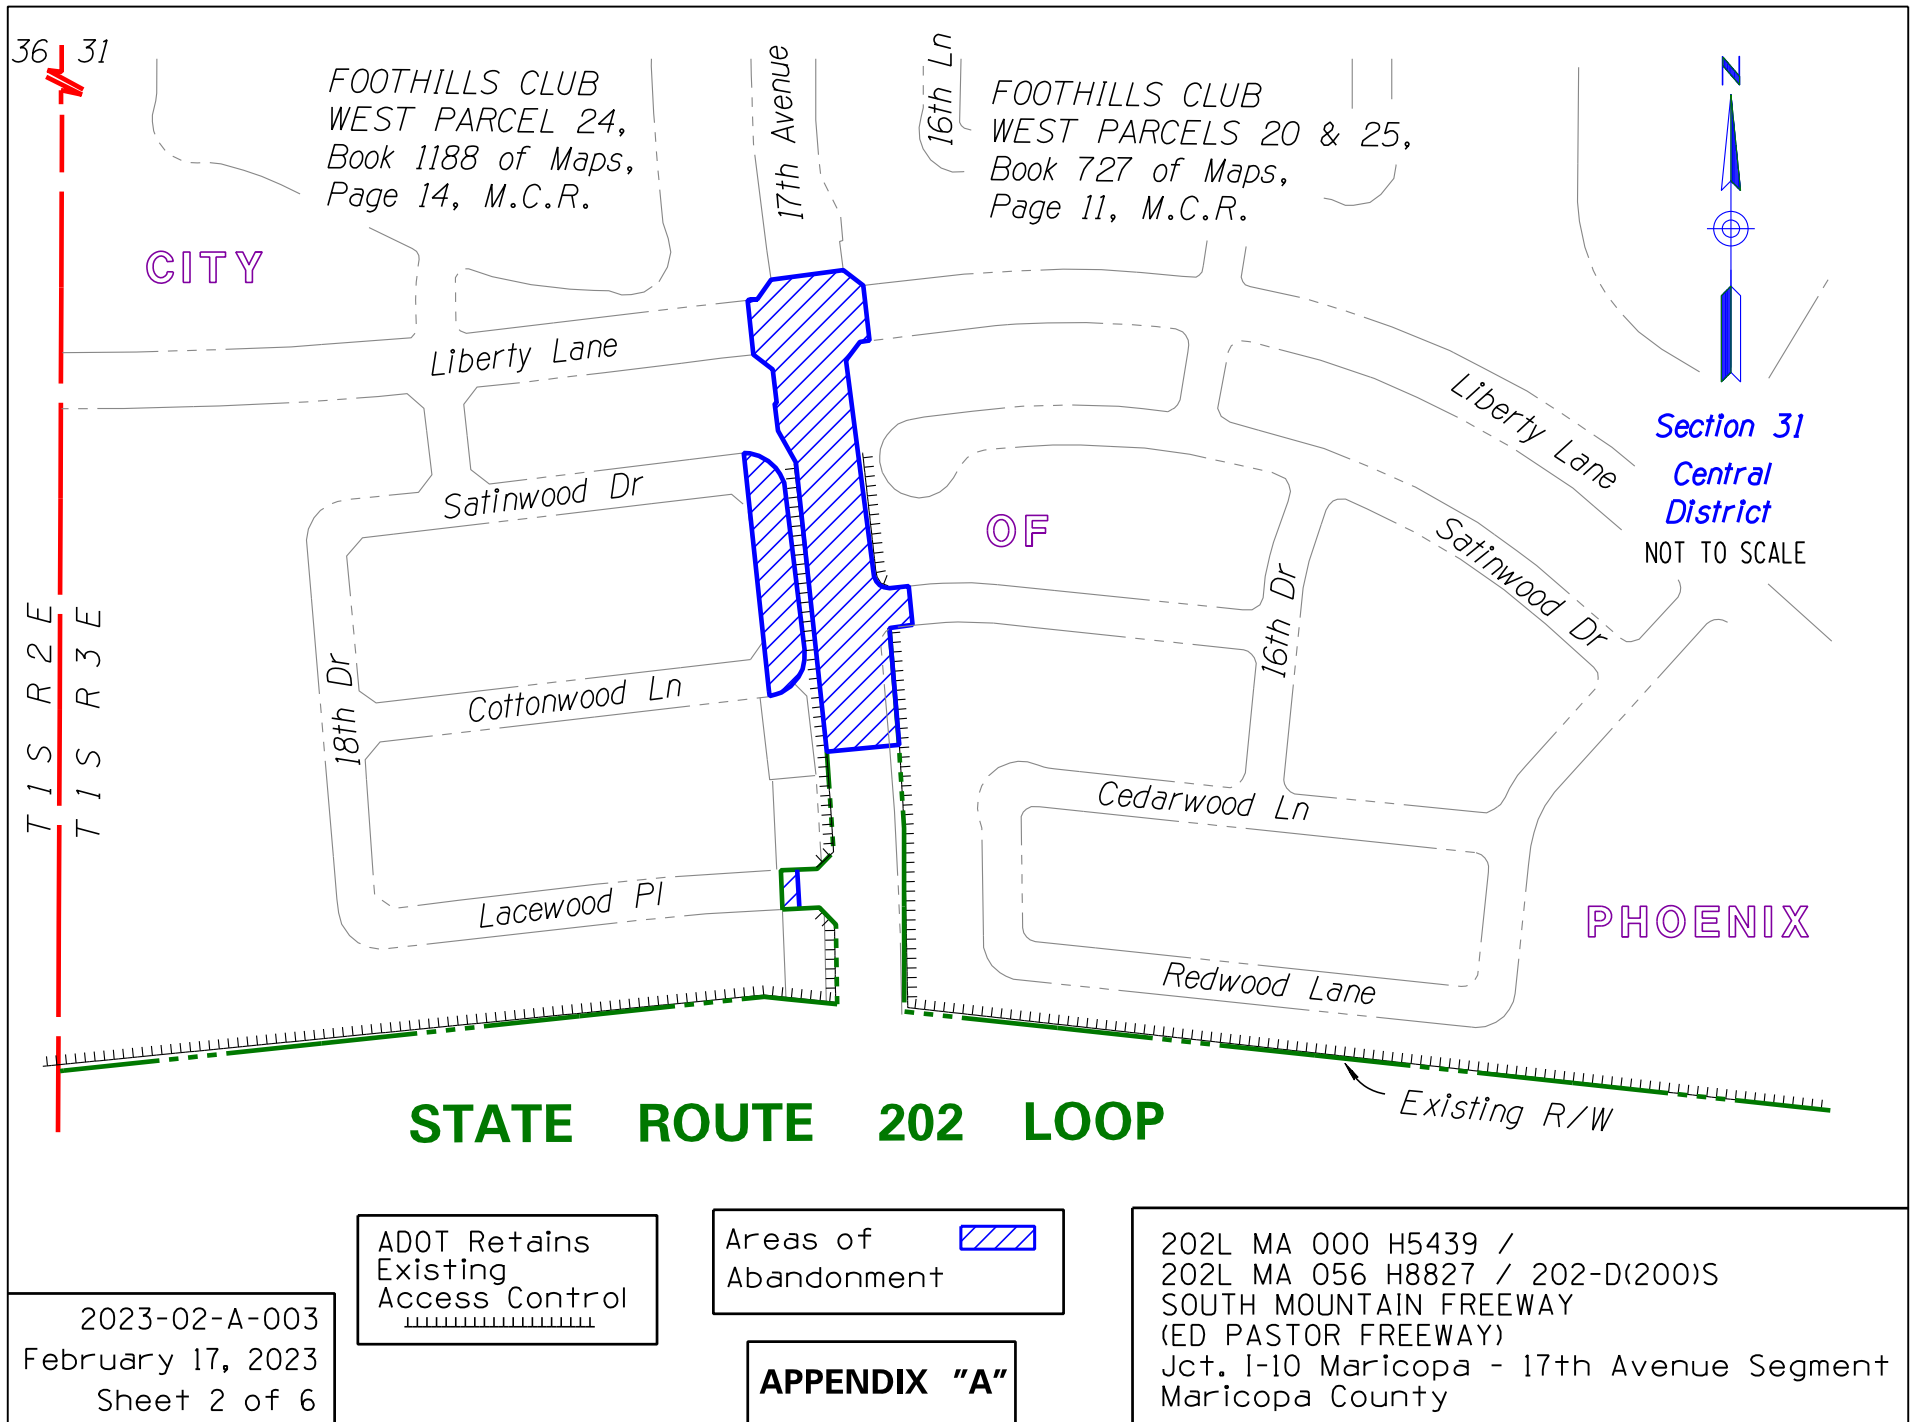 36 31
FOOTHILLS CLUB
WEST PARCEL 24,
Book 1188 of Maps,
Page 14, M.C.R.
17th Avenue
16th Ln
FOOTHILLS CLUB
WEST PARCELS 20 & 25,
Book 727 of Maps,
Page 11, M.C.R.
N
CITY
Liberty Lane
Liberty Lane
Section 31
Central
District
NOT TO SCALE
Satinwood Dr
OF
Satinwood Dr
16th Dr
T 1 S R 2 E
T 1 S R 3 E
18th Dr
Cottonwood Ln
Cedarwood Ln
Lacewood Pl
PHOENIX
Redwood Lane
Existing R/W
STATE ROUTE 202 LOOP
ADOT Retains
Existing
Access Control
Areas of
Abandonment
202L MA 000 H5439 /
202L MA 056 H8827 / 202-D(200)S
SOUTH MOUNTAIN FREEWAY
(ED PASTOR FREEWAY)
Jct. I-10 Maricopa - 17th Avenue Segment
Maricopa County
2023-02-A-003
February 17, 2023
Sheet 2 of 6
APPENDIX "A"